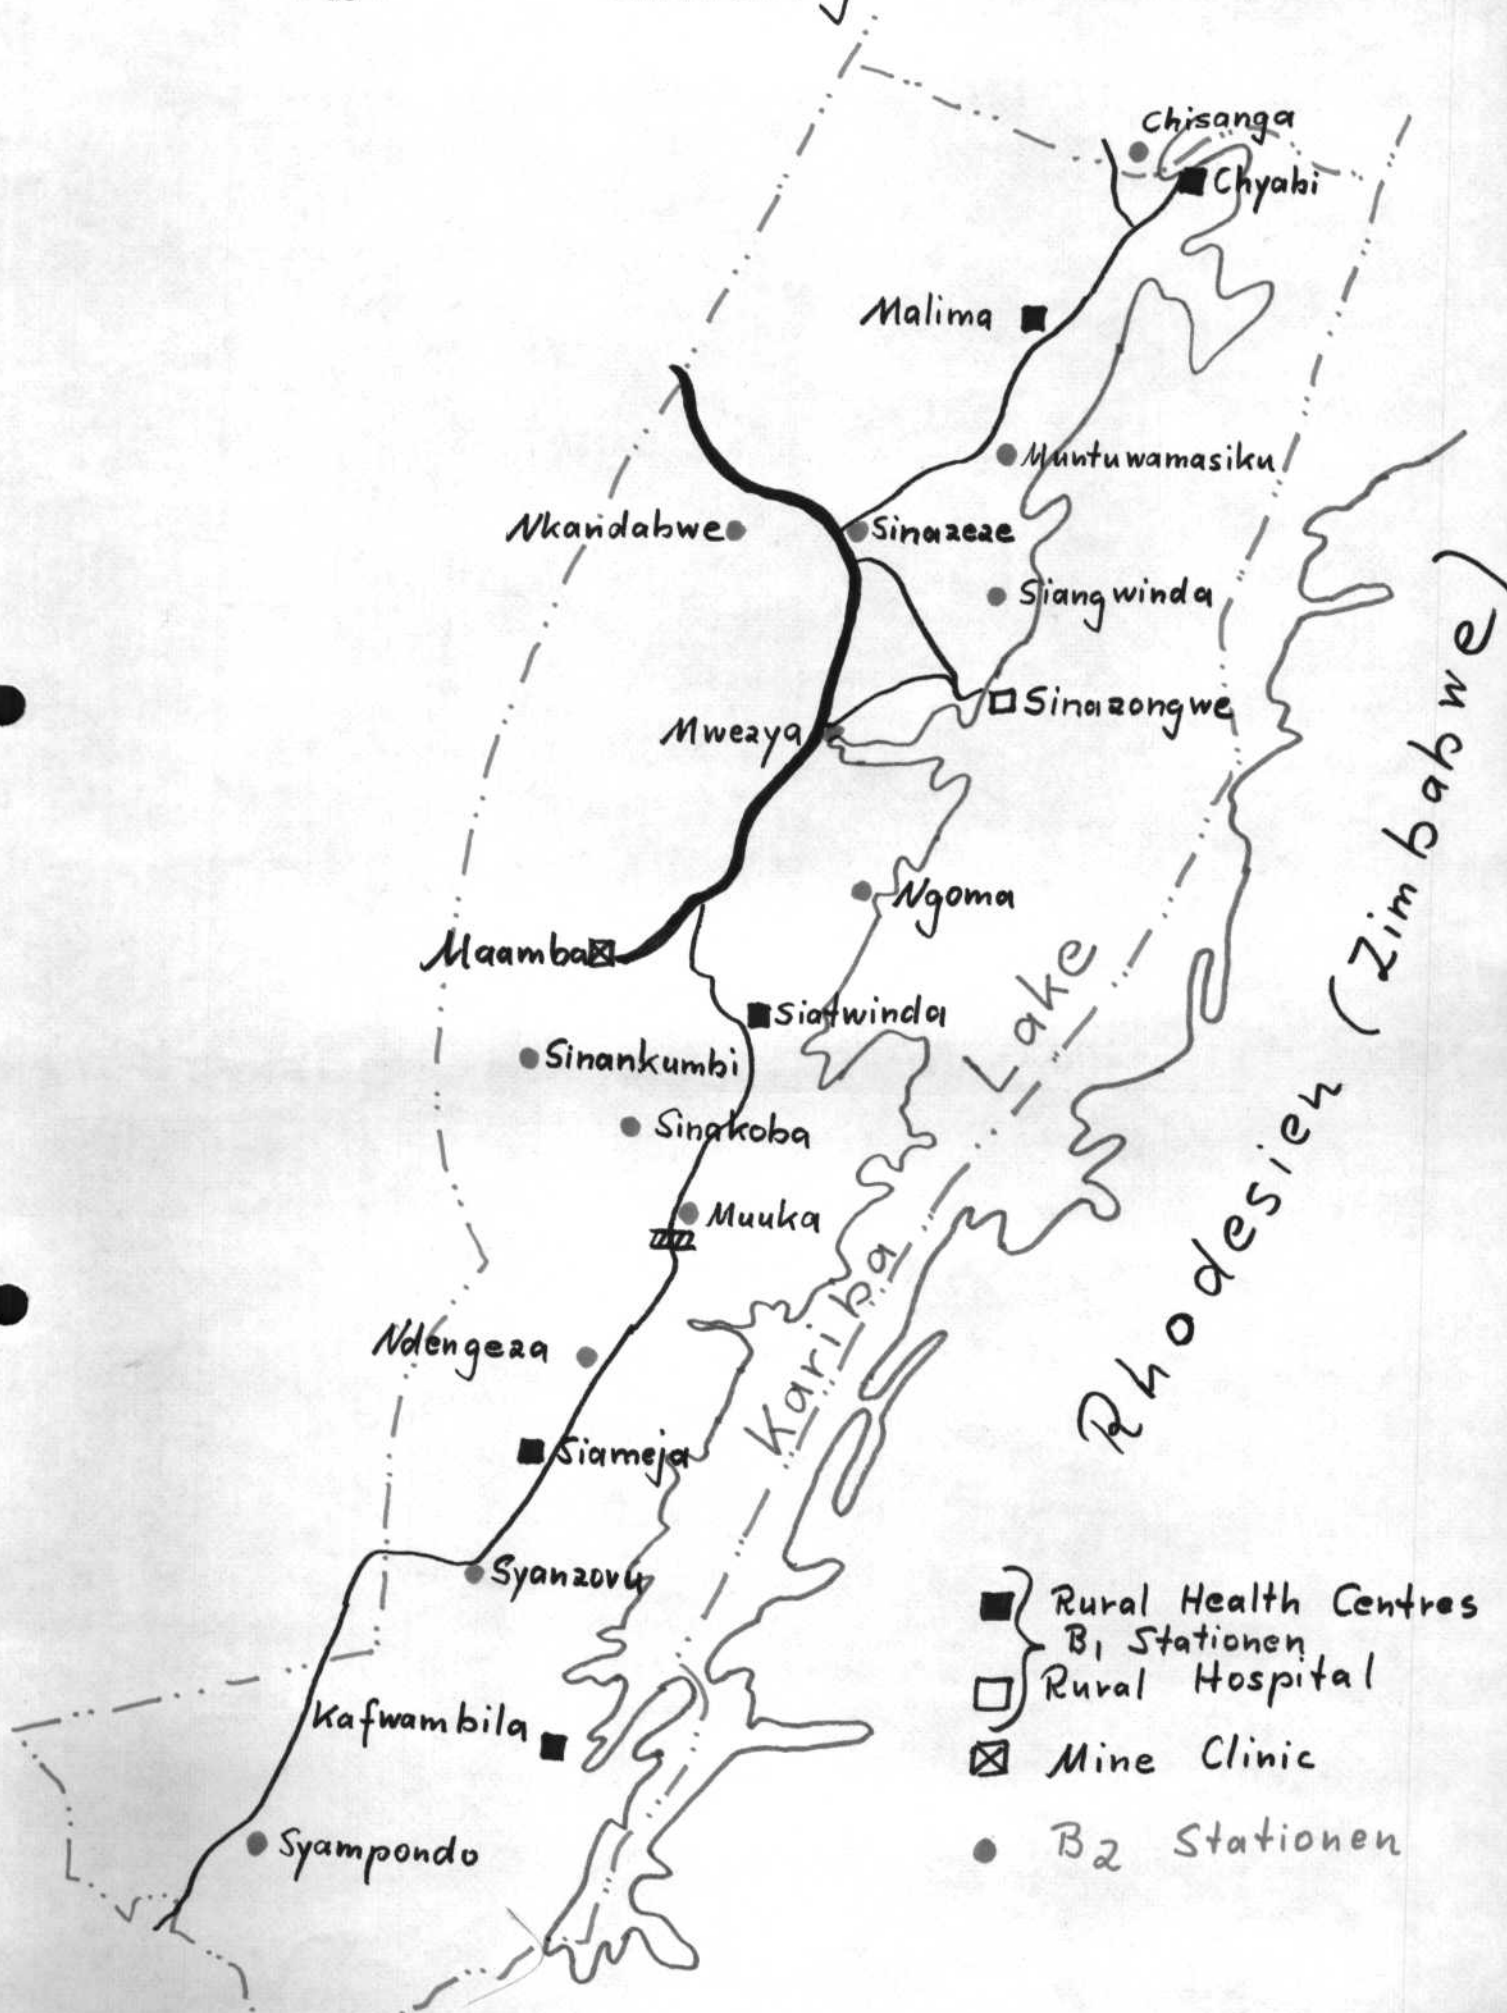 Chisanga
Chyabi
Malima
Muntuwamasiku
Nkandabwe
Sinazeze
Siangwinda
Sinazongwe
Mwezya
Ngoma
Maamba
Siatwinda
Sinankumbi
Sinakoba
Muuka
Ndengeza
Siameja
Syanzovu
Kafwambila
Syampondo
Kariba Lake
Rhodesien (Zimbabwe)
Rural Health Centres
B1 Stationen
Rural Hospital
Mine Clinic
B2 Stationen